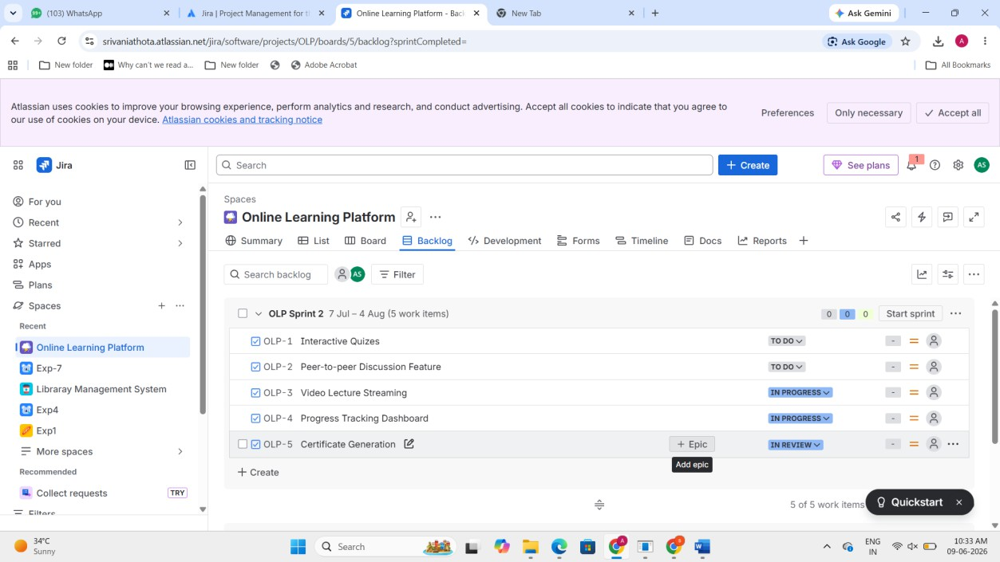 (103) WhatsApp
Jira | Project Management for t
Online Learning Platform - Bac
New Tab
Ask Gemini
srivaniathota.atlassian.net/jira/software/projects/OLP/boards/5/backlog?sprintCompleted=
Ask Google
A
New folder
Why can't we read a...
New folder
Adobe Acrobat
All Bookmarks
Atlassian uses cookies to improve your browsing experience, perform analytics and research, and conduct advertising. Accept all cookies to indicate that you agree to
our use of cookies on your device. Atlassian cookies and tracking notice
Preferences
Only necessary
Accept all
Jira
Search
+ Create
See plans
1
AS
For you
Recent
Starred
Apps
Plans
Spaces
Recent
Online Learning Platform
Exp-7
Libraray Management System
Exp4
Exp1
More spaces
Recommended
Collect requests
TRY
Filters
Spaces
Online Learning Platform
Summary
List
Board
Backlog
Development
Forms
Timeline
Docs
Reports
Search backlog
AS
Filter
OLP Sprint 2 7 Jul – 4 Aug (5 work items)
0 0 0
Start sprint
OLP-1 Interactive Quizes TO DO -
OLP-2 Peer-to-peer Discussion Feature TO DO -
OLP-3 Video Lecture Streaming IN PROGRESS -
OLP-4 Progress Tracking Dashboard IN PROGRESS -
OLP-5 Certificate Generation + Epic IN REVIEW -
Add epic
+ Create
5 of 5 work items
Quickstart
34°C
Sunny
Search
ENG
IN
10:33 AM
09-06-2026